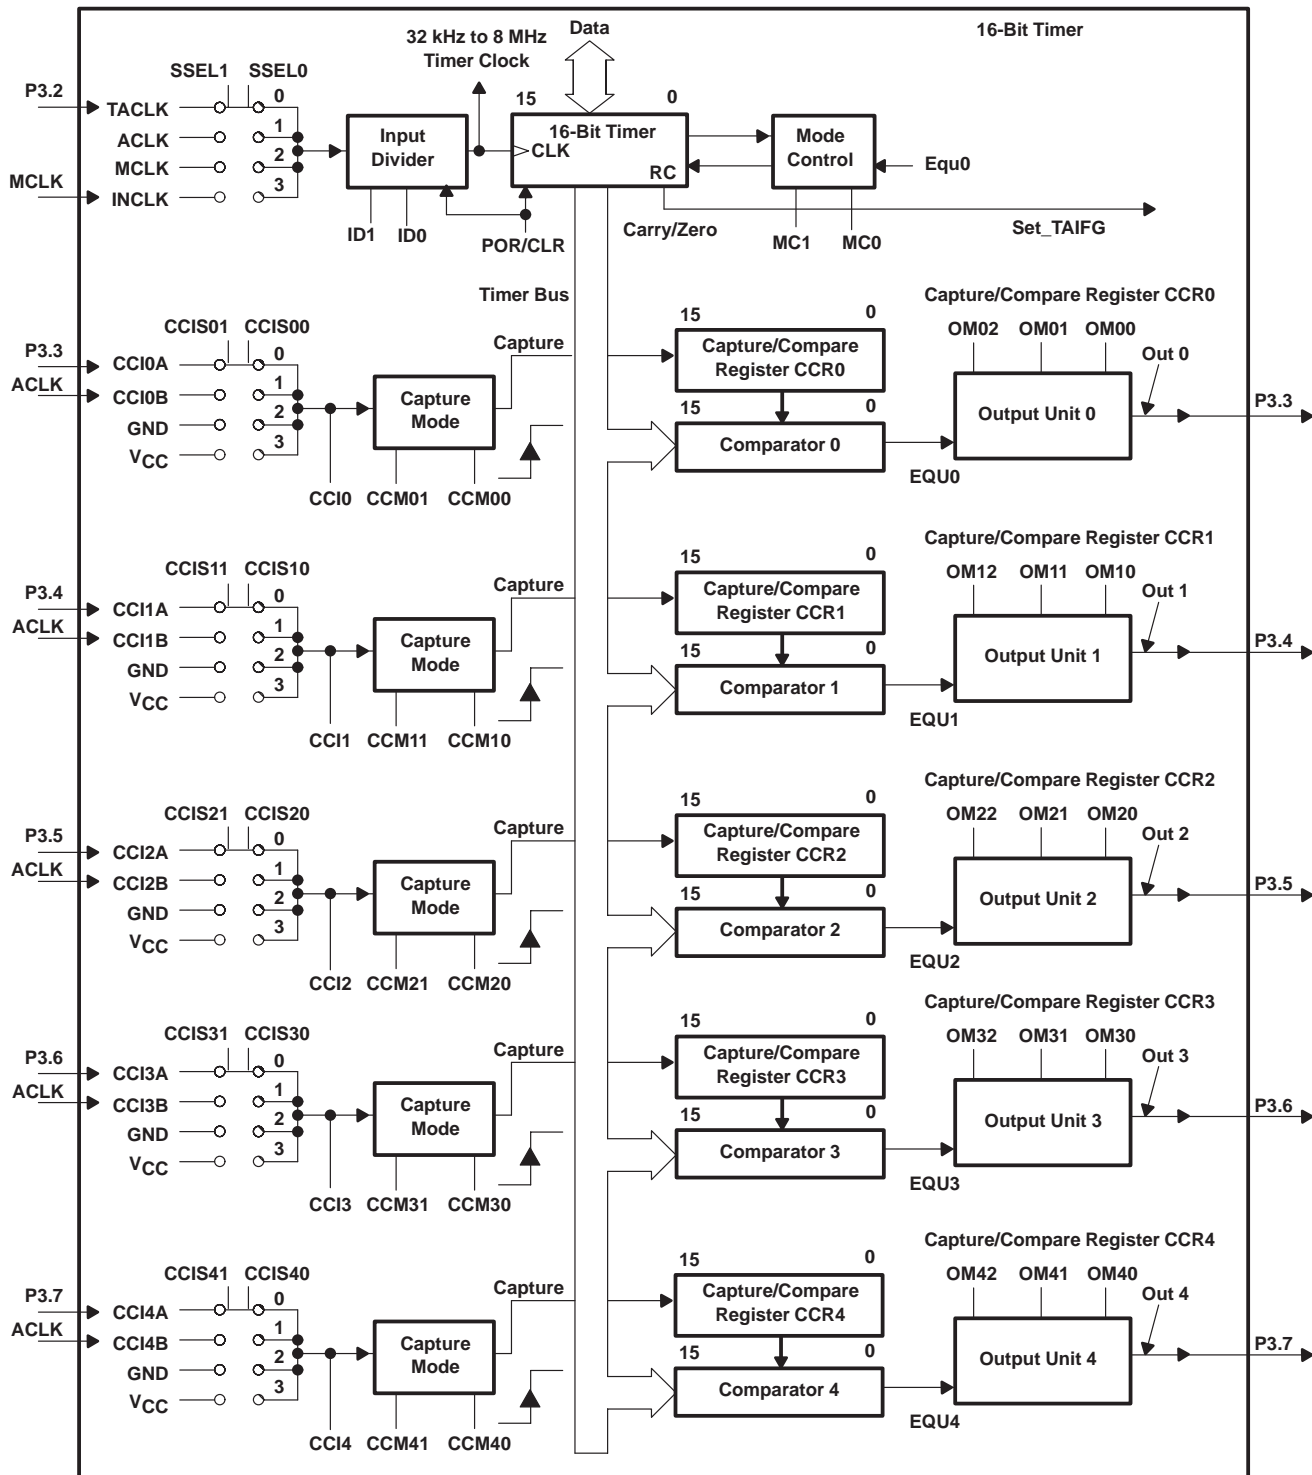 16-Bit Timer
32 kHz to 8 MHz
Timer Clock
Data
SSEL1 SSEL0
P3.2
TACLK
0
ACLK
1
MCLK
2
MCLK
INCLK
3
Input
Divider
ID1 ID0
15 0
16-Bit Timer
CLK
RC
POR/CLR
Mode
Control
Equ0
MC1 MC0
Carry/Zero
Set_TAIFG
Timer Bus
CCIS01 CCIS00
P3.3
CCI0A
0
ACLK
CCI0B
1
GND
2
VCC
3
Capture
Mode
Capture
CCI0 CCM01 CCM00
15 0
Capture/Compare
Register CCR0
15 0
Comparator 0
EQU0
Capture/Compare Register CCR0
OM02 OM01 OM00
Out 0
Output Unit 0
P3.3
CCIS11 CCIS10
P3.4
CCI1A
0
ACLK
CCI1B
1
GND
2
VCC
3
Capture
Mode
Capture
CCI1 CCM11 CCM10
15 0
Capture/Compare
Register CCR1
15 0
Comparator 1
EQU1
Capture/Compare Register CCR1
OM12 OM11 OM10
Out 1
Output Unit 1
P3.4
CCIS21 CCIS20
P3.5
CCI2A
0
ACLK
CCI2B
1
GND
2
VCC
3
Capture
Mode
Capture
CCI2 CCM21 CCM20
15 0
Capture/Compare
Register CCR2
15 0
Comparator 2
EQU2
Capture/Compare Register CCR2
OM22 OM21 OM20
Out 2
Output Unit 2
P3.5
CCIS31 CCIS30
P3.6
CCI3A
0
ACLK
CCI3B
1
GND
2
VCC
3
Capture
Mode
Capture
CCI3 CCM31 CCM30
15 0
Capture/Compare
Register CCR3
15 0
Comparator 3
EQU3
Capture/Compare Register CCR3
OM32 OM31 OM30
Out 3
Output Unit 3
P3.6
CCIS41 CCIS40
P3.7
CCI4A
0
ACLK
CCI4B
1
GND
2
VCC
3
Capture
Mode
Capture
CCI4 CCM41 CCM40
15 0
Capture/Compare
Register CCR4
15 0
Comparator 4
EQU4
Capture/Compare Register CCR4
OM42 OM41 OM40
Out 4
Output Unit 4
P3.7